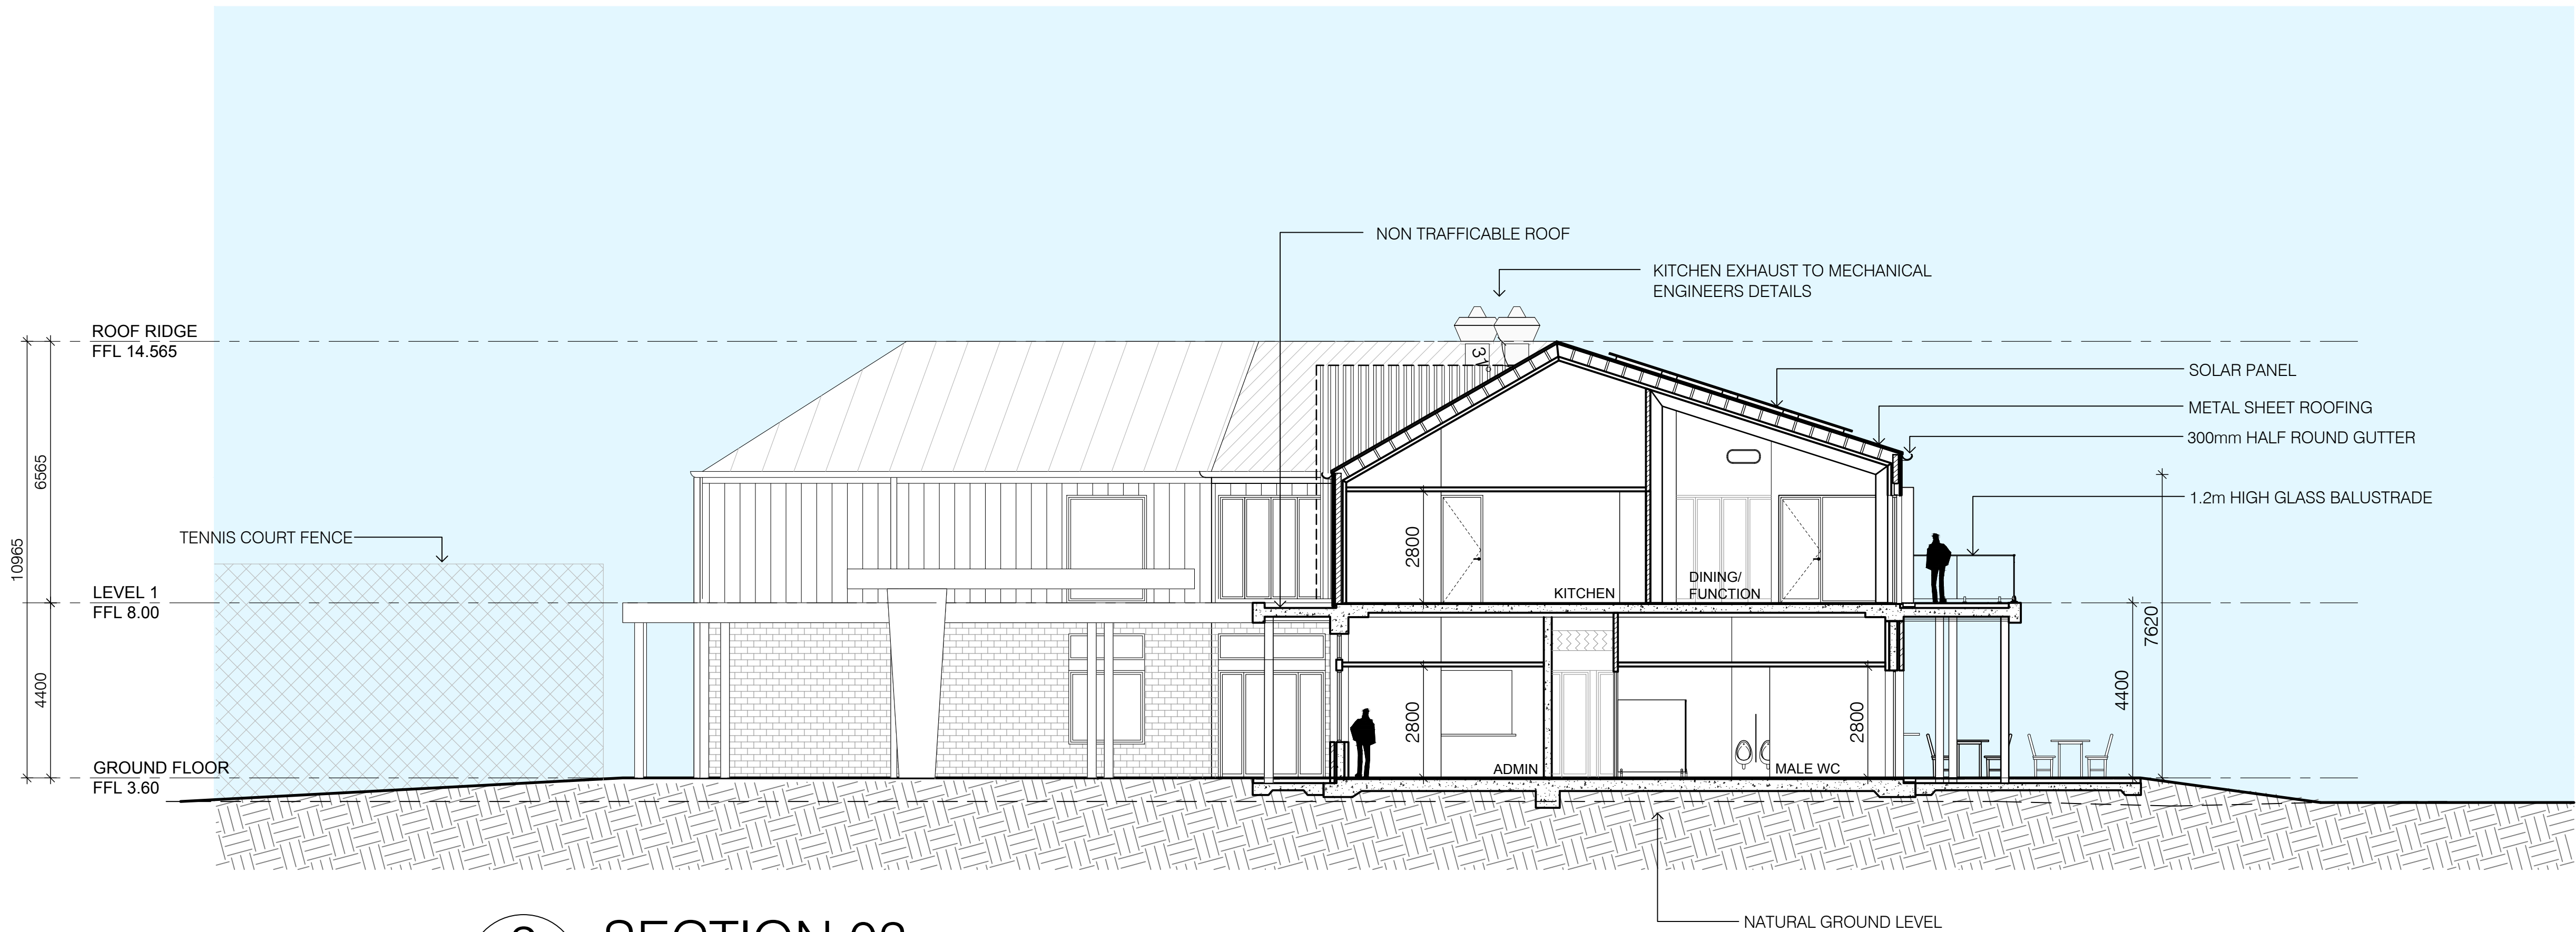 NON TRAFFICABLE ROOF
KITCHEN EXHAUST TO MECHANICAL
ENGINEERS DETAILS
ROOF RIDGE
FFL 14.565
31°
SOLAR PANEL
METAL SHEET ROOFING
300mm HALF ROUND GUTTER
6565
1.2m HIGH GLASS BALUSTRADE
TENNIS COURT FENCE
10965
2800
LEVEL 1
FFL 8.00
KITCHEN
DINING/
FUNCTION
7620
4400
2800
2800
4400
GROUND FLOOR
FFL 3.60
ADMIN
MALE WC
NATURAL GROUND LEVEL